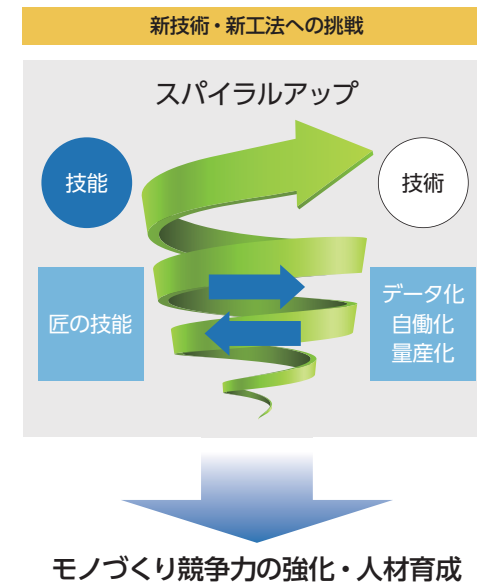 新技術・新工法への挑戦
スパイラルアップ
技能
技術
匠の技能
データ化
自働化
量産化
モノづくり競争力の強化・人材育成